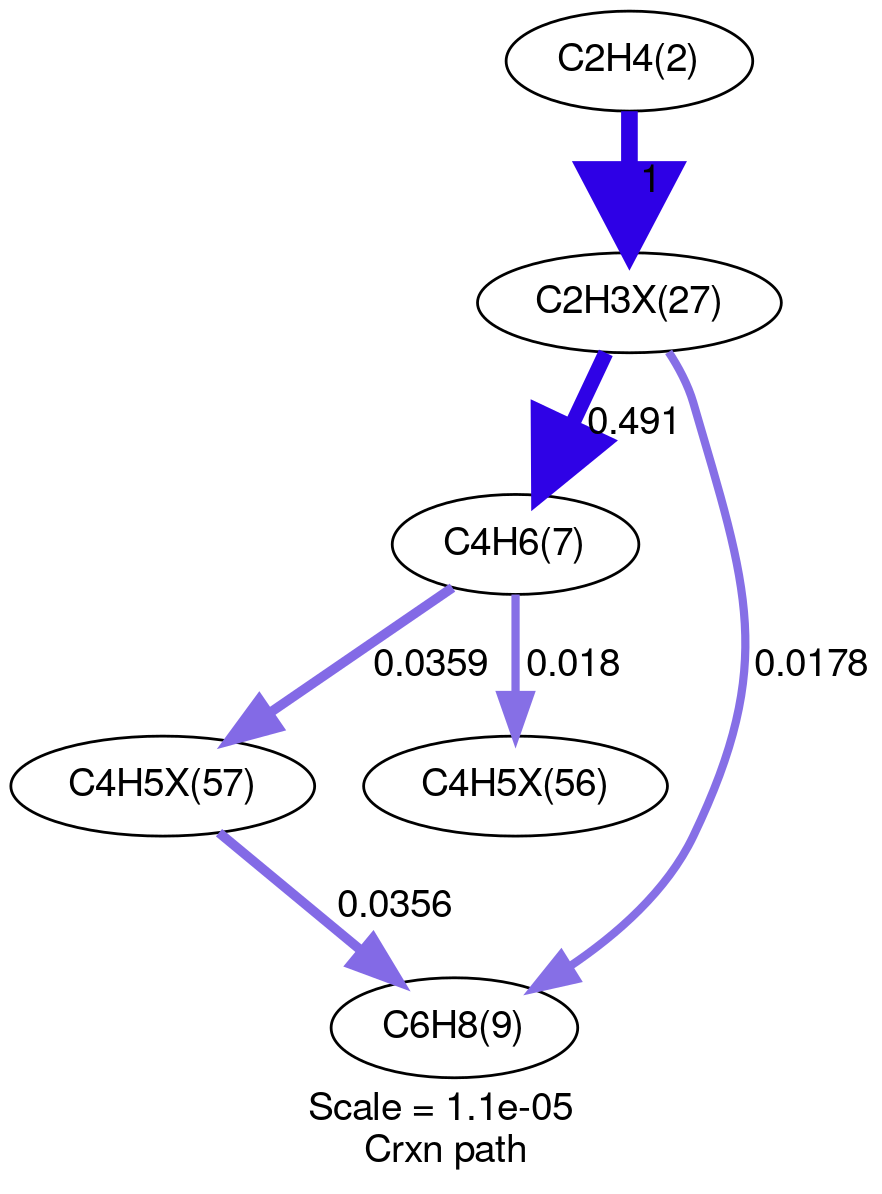 C2H4(2)
1
C2H3X(27)
0.491
C4H6(7)
0.0359
0.018
0.0178
C4H5X(57)
C4H5X(56)
0.0356
C6H8(9)
Scale = 1.1e-05
Crxn path